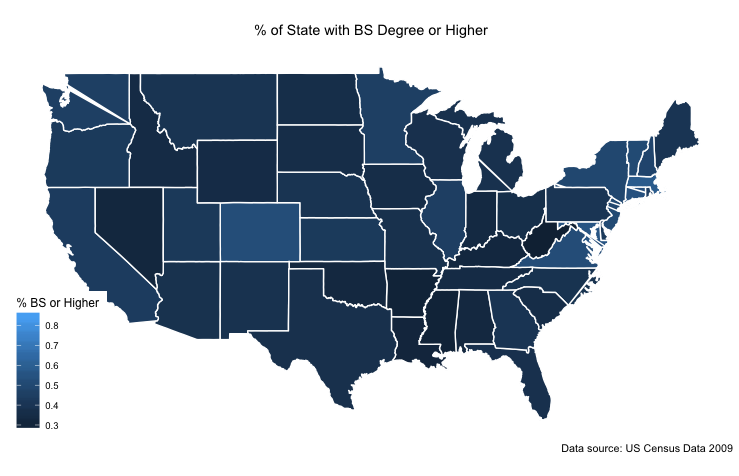 % of State with BS Degree or Higher
% BS or Higher
0.8
0.7
0.6
0.5
0.4
0.3
Data source: US Census Data 2009